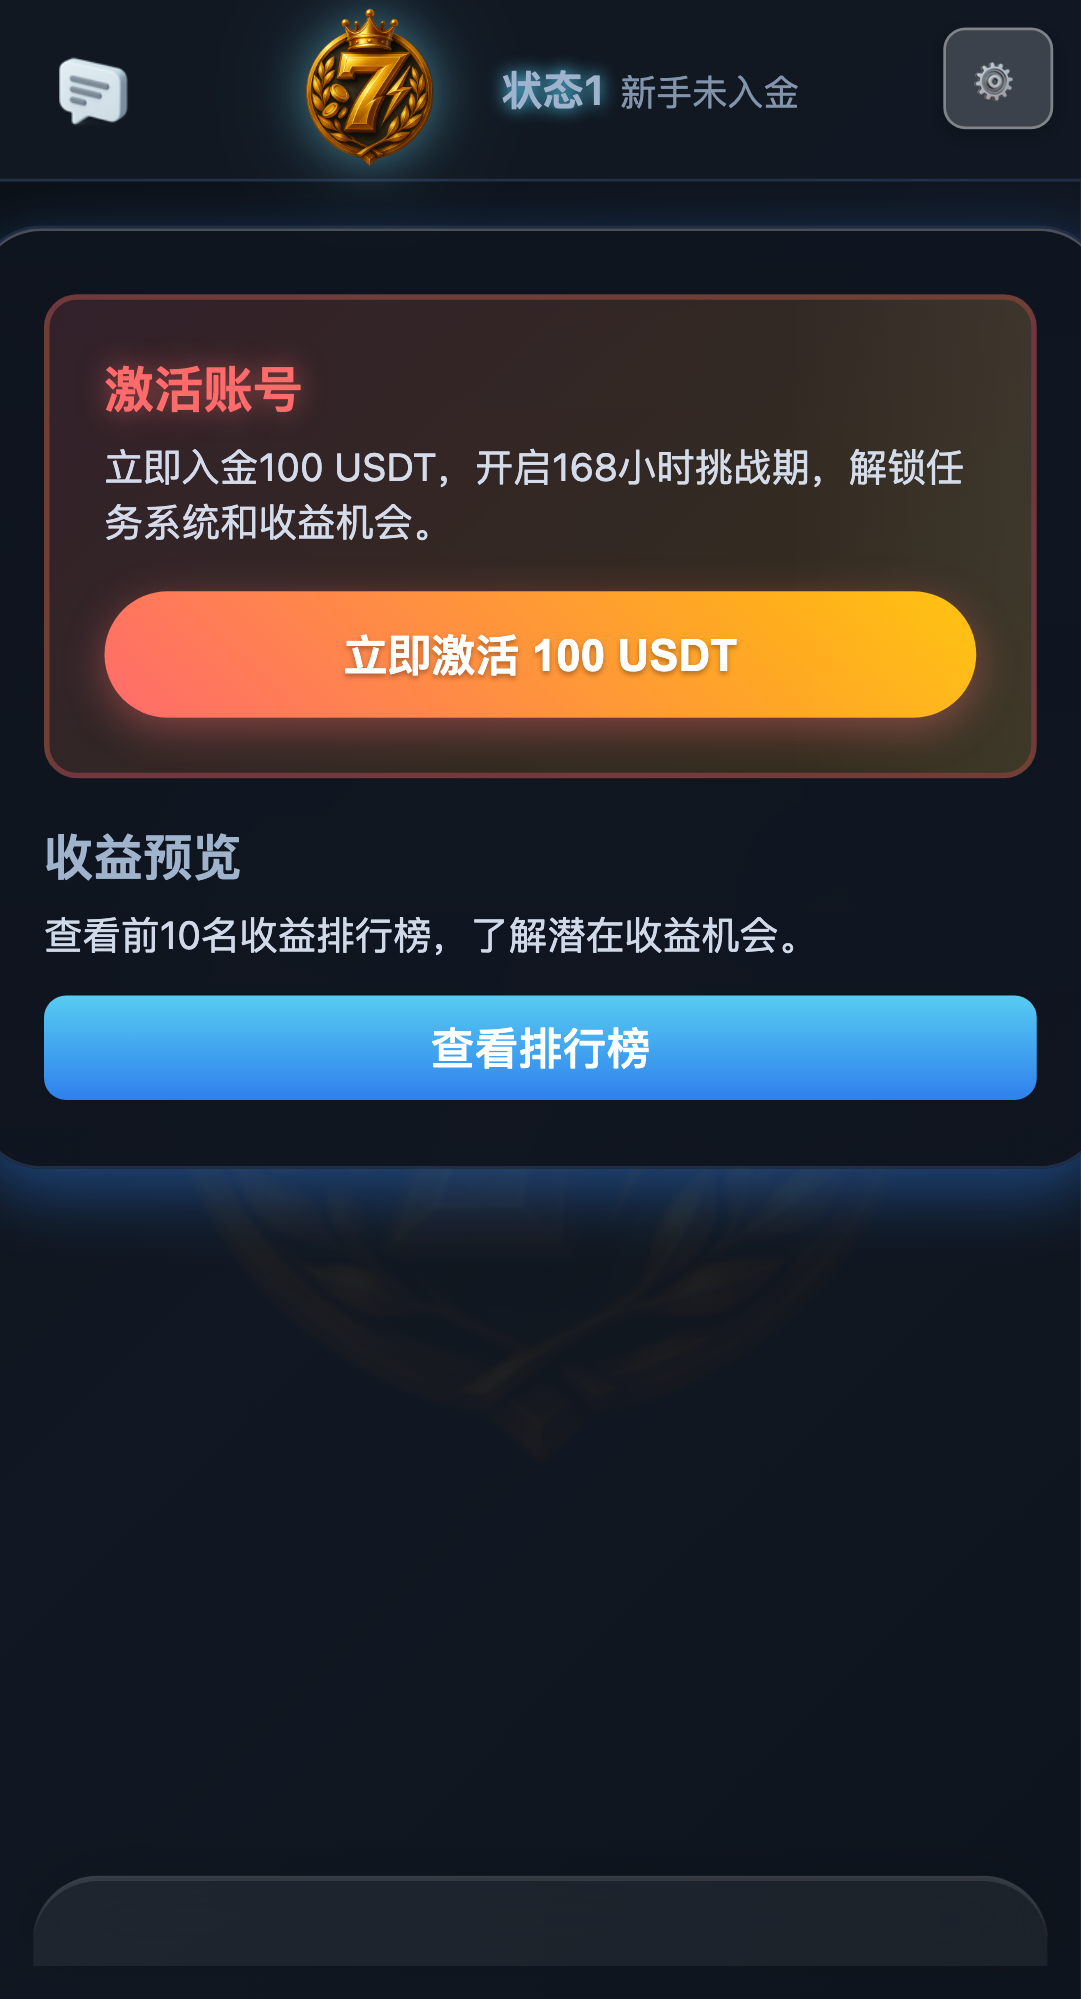 7
状态1 新手未入金
激活账号
立即入金100 USDT，开启168小时挑战期，解锁任
务系统和收益机会。
立即激活 100 USDT
收益预览
查看前10名收益排行榜，了解潜在收益机会。
查看排行榜